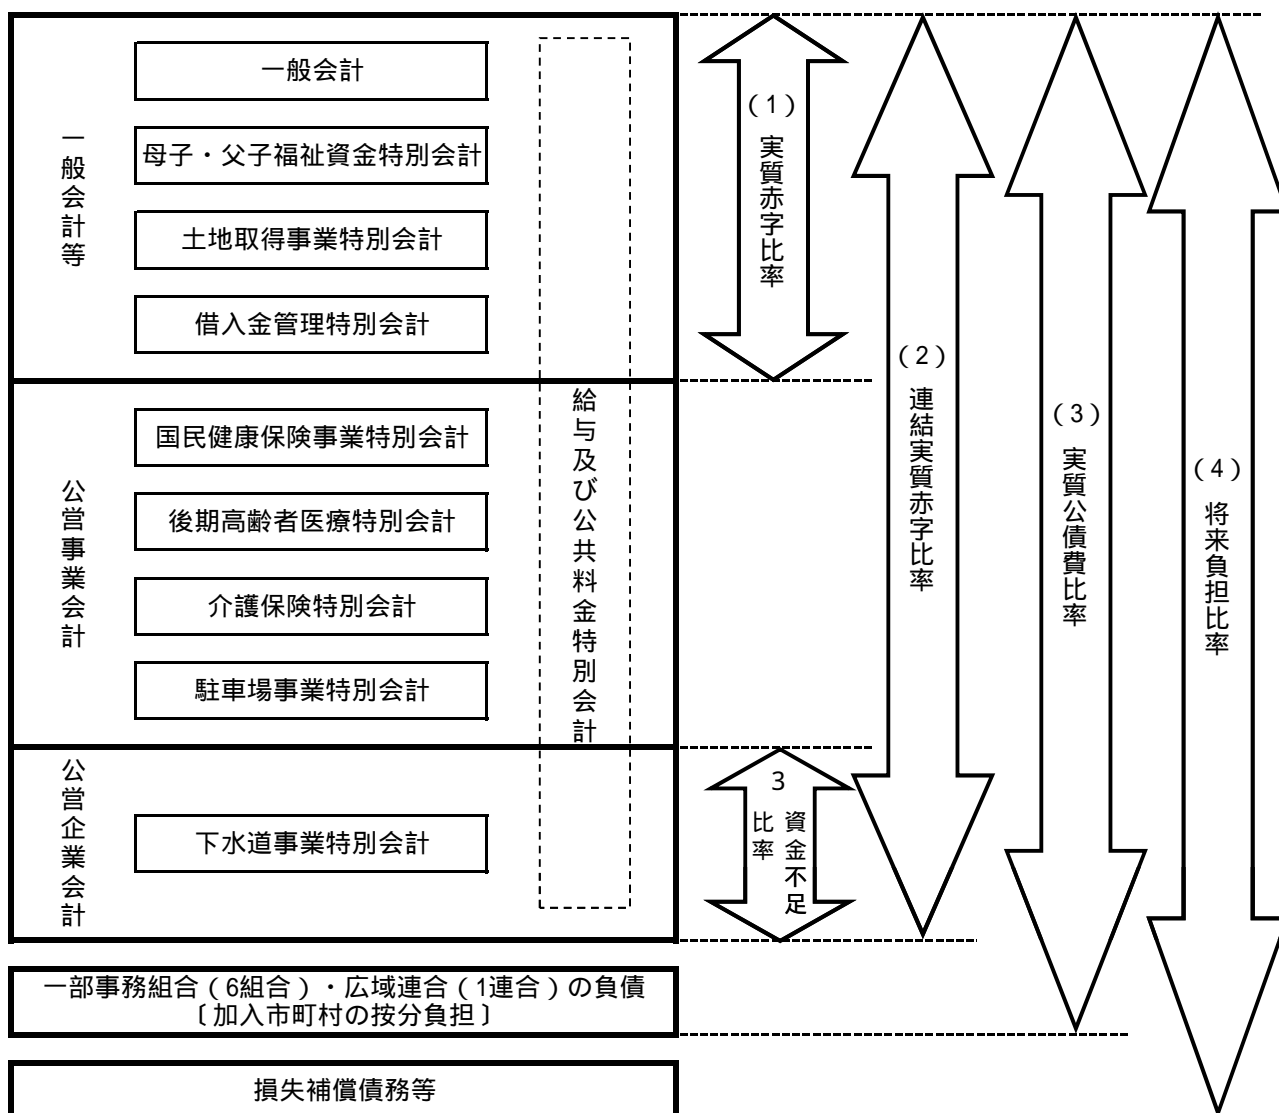 一般会計等
一般会計
母子・父子福祉資金特別会計
土地取得事業特別会計
借入金管理特別会計
公営事業会計
国民健康保険事業特別会計
後期高齢者医療特別会計
介護保険特別会計
駐車場事業特別会計
公営企業会計
下水道事業特別会計
給与及び公共料金特別会計
(1)
実質赤字比率
(2)
連結実質赤字比率
(3)
実質公債費比率
(4)
将来負担比率
3
資金不足
比率
一部事務組合(6組合)・広域連合(1連合)の負債
〔加入市町村の按分負担〕
損失補償債務等